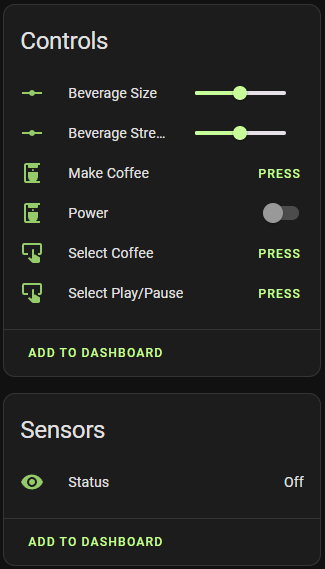 Controls
Beverage Size
Beverage Stre...
Make Coffee PRESS
Power
Select Coffee PRESS
Select Play/Pause PRESS
ADD TO DASHBOARD
Sensors
Status Off
ADD TO DASHBOARD